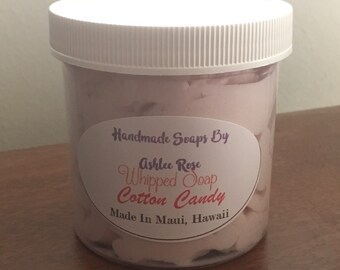 Handmade Soaps By
Ashlee Rose
Whipped Soap
Cotton Candy
Made In Maui, Hawaii